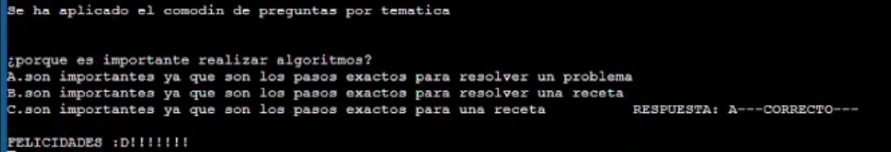 Se ha aplicado el comodin de preguntas por tematica
¿porque es importante realizar algoritmos?
A.son importantes ya que son los pasos exactos para resolver un problema
B.son importantes ya que son los pasos exactos para resolver una receta
C.son importantes ya que son los pasos exactos para una receta RESPUESTA: A---CORRECTO---
FELICIDADES :D!!!!!!!